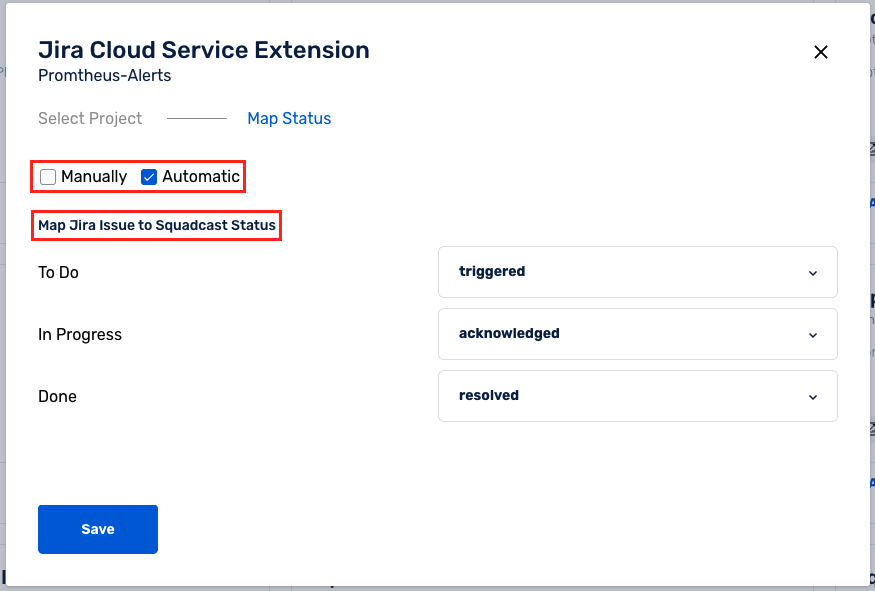 Jira Cloud Service Extension
Promtheus-Alerts
Select Project Map Status
Manually Automatic
Map Jira Issue to Squadcast Status
To Do triggered
In Progress acknowledged
Done resolved
Save